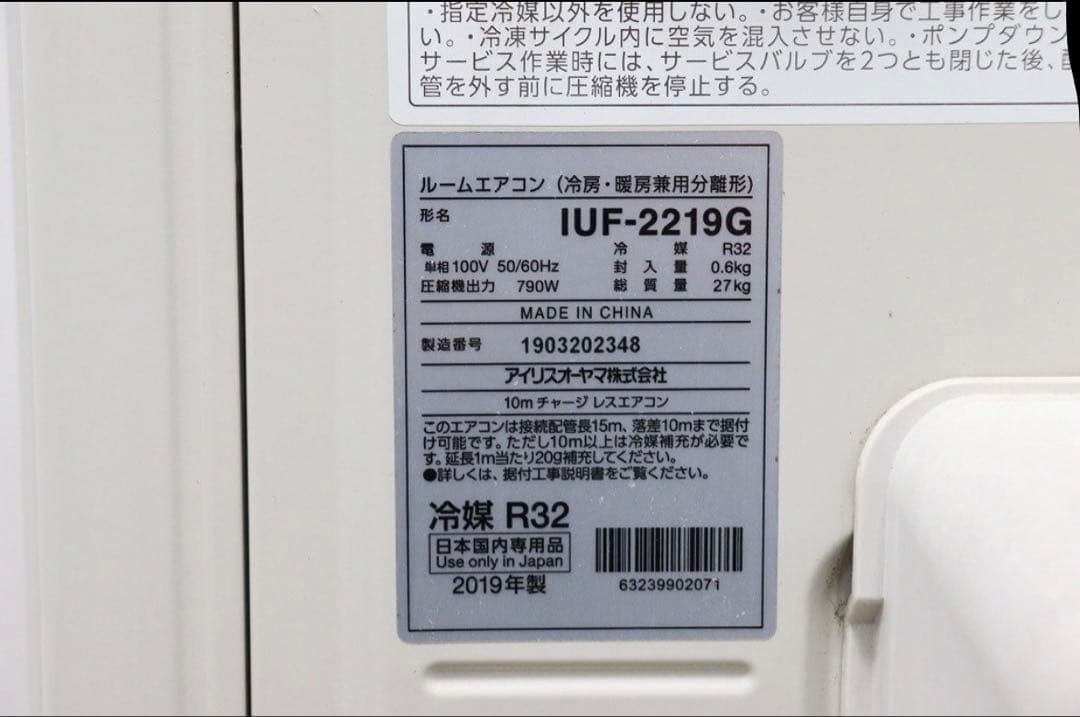 ・指定冷媒以外を使用しない。・お客様自身で工事作業をし
い。・冷凍サイクル内に空気を混入させない。・ポンプダウン
サービス作業時には、サービスバルブを2つとも閉じた後、配
管を外す前に圧縮機を停止する。
ルームエアコン (冷房・暖房兼用分離形)
形名 IUF-2219G
電源 冷媒 R32
単相100V 50/60Hz 封入量 0.6kg
圧縮機出力 790W 総質量 27kg
MADE IN CHINA
製造番号 1903202348
アイリスオーヤマ株式会社
10mチャージレスエアコン
このエアコンは接続配管長15m、落差10mまで据付
け可能です。ただし10m以上は冷媒補充が必要で
す。延長1m当たり20g補充してください。
●詳しくは、据付工事説明書をご覧ください。
冷媒 R32
日本国内専用品
Use only in Japan
2019年製
63239902071